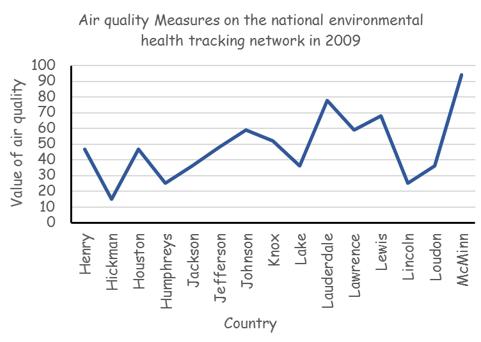 Air quality Measures on the national environmental
health tracking network in 2009
Value of air quality
100
90
80
70
60
50
40
30
20
10
0
Henry
Hickman
Houston
Humphreys
Jackson
Jefferson
Johnson
Knox
Lake
Lauderdale
Lawrence
Lewis
Lincoln
Loudon
McMinn
Country